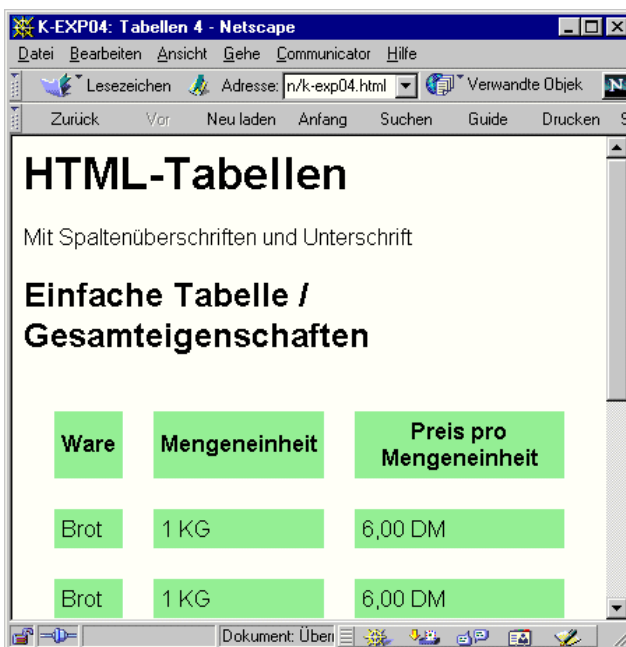 K-EXP04: Tabellen 4 - Netscape
Datei Bearbeiten Ansicht Gehe Communicator Hilfe
Lesezeichen Adresse: n/k-exp04.html Verwandte Objek N
Zurück Vor Neu laden Anfang Suchen Guide Drucken S
HTML-Tabellen
Mit Spaltenüberschriften und Unterschrift
Einfache Tabelle /
Gesamteigenschaften
Ware Mengeneinheit Preis pro
Mengeneinheit
Brot 1 KG 6,00 DM
Brot 1 KG 6,00 DM
Dokument: Überr